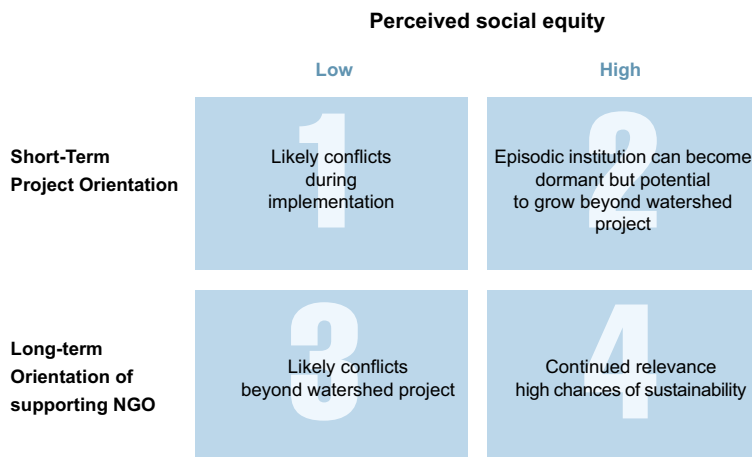 Perceived social equity
Low
High
Short-Term
Project Orientation
1
Likely conflicts
during
implementation
2
Episodic institution can become
dormant but potential
to grow beyond watershed
project
Long-term
Orientation of
supporting NGO
3
Likely conflicts
beyond watershed project
4
Continued relevance
high chances of sustainability